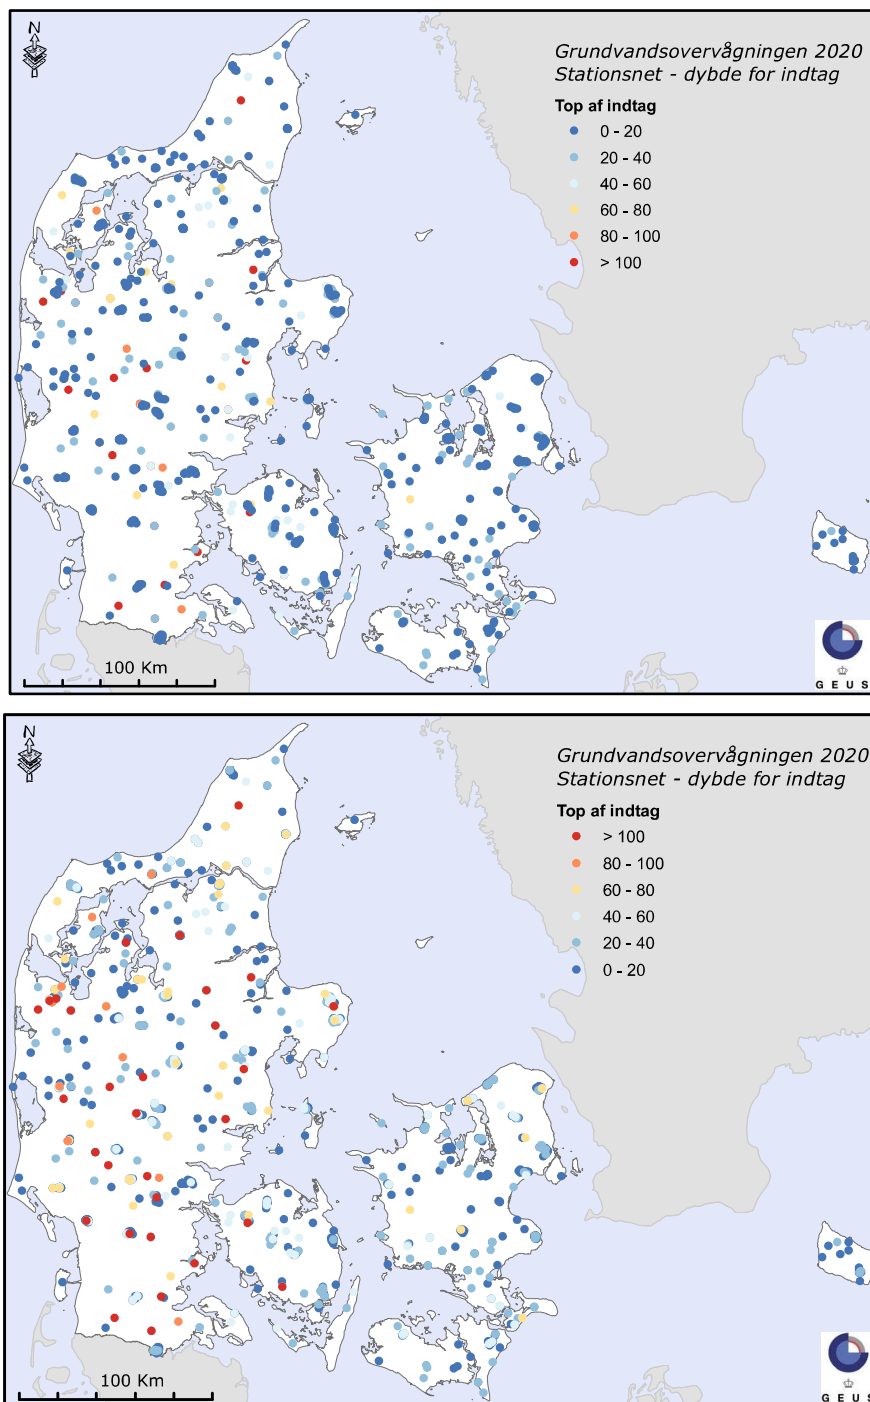 N
Grundvandsovervågningen 2020
Stationsnet - dybde for indtag
Top af indtag
0 - 20
20 - 40
40 - 60
60 - 80
80 - 100
> 100
100 Km
G E U S
N
Grundvandsovervågningen 2020
Stationsnet - dybde for indtag
Top af indtag
> 100
80 - 100
60 - 80
40 - 60
20 - 40
0 - 20
100 Km
G E U S